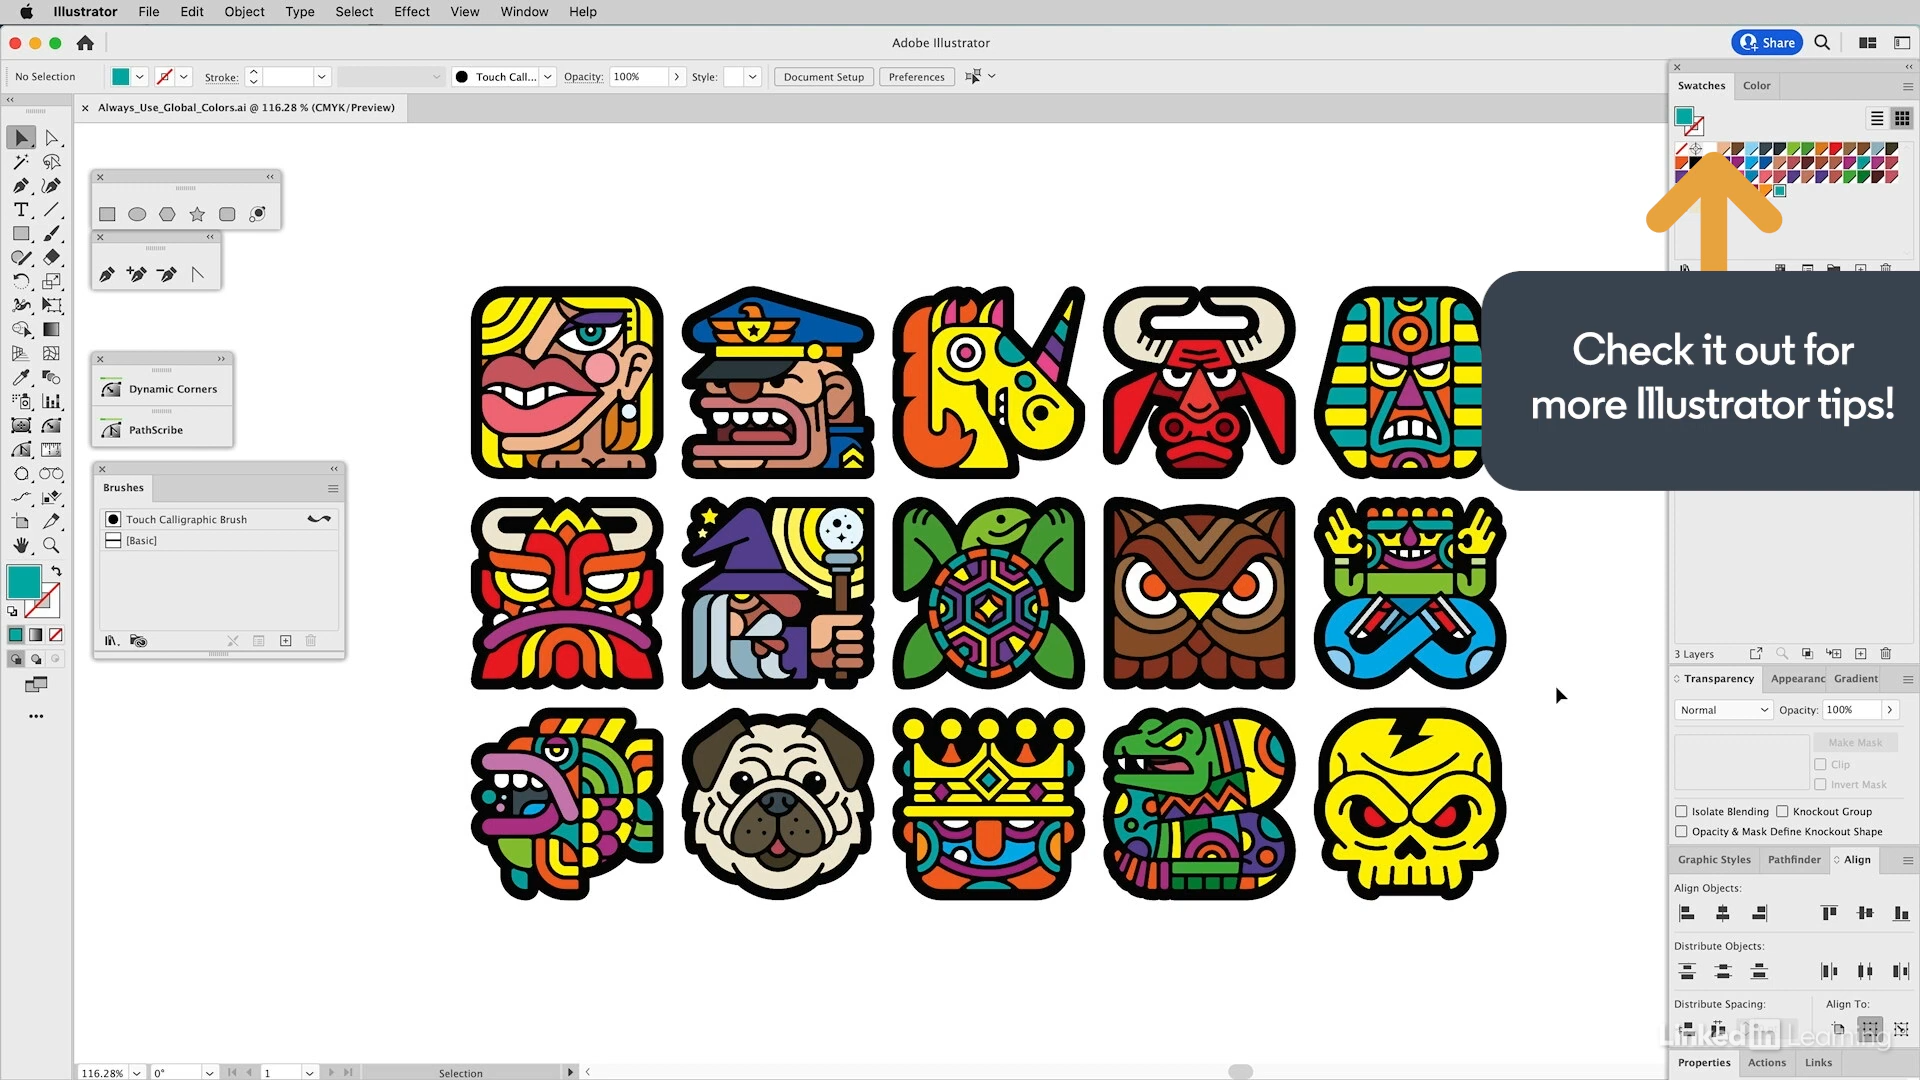 Illustrator File Edit Object Type Select Effect View Window Help
Adobe Illustrator
Share
No Selection
Stroke:
Touch Call...
Opacity: 100%
Style:
Document Setup
Preferences
Always_Use_Global_Colors.ai @ 116.28 % (CMYK/Preview)
Swatches Color
Check it out for
more Illustrator tips!
Dynamic Corners
PathScribe
Brushes
Touch Calligraphic Brush
[Basic]
3 Layers
Transparency Appearanc Gradient
Normal Opacity: 100%
Make Mask
Clip
Invert Mask
Isolate Blending Knockout Group
Opacity & Mask Define Knockout Shape
Graphic Styles Pathfinder Align
Align Objects:
Distribute Objects:
Distribute Spacing: Align To:
Linked in Learning
Properties Actions Links
116.28% 0° 1 Selection